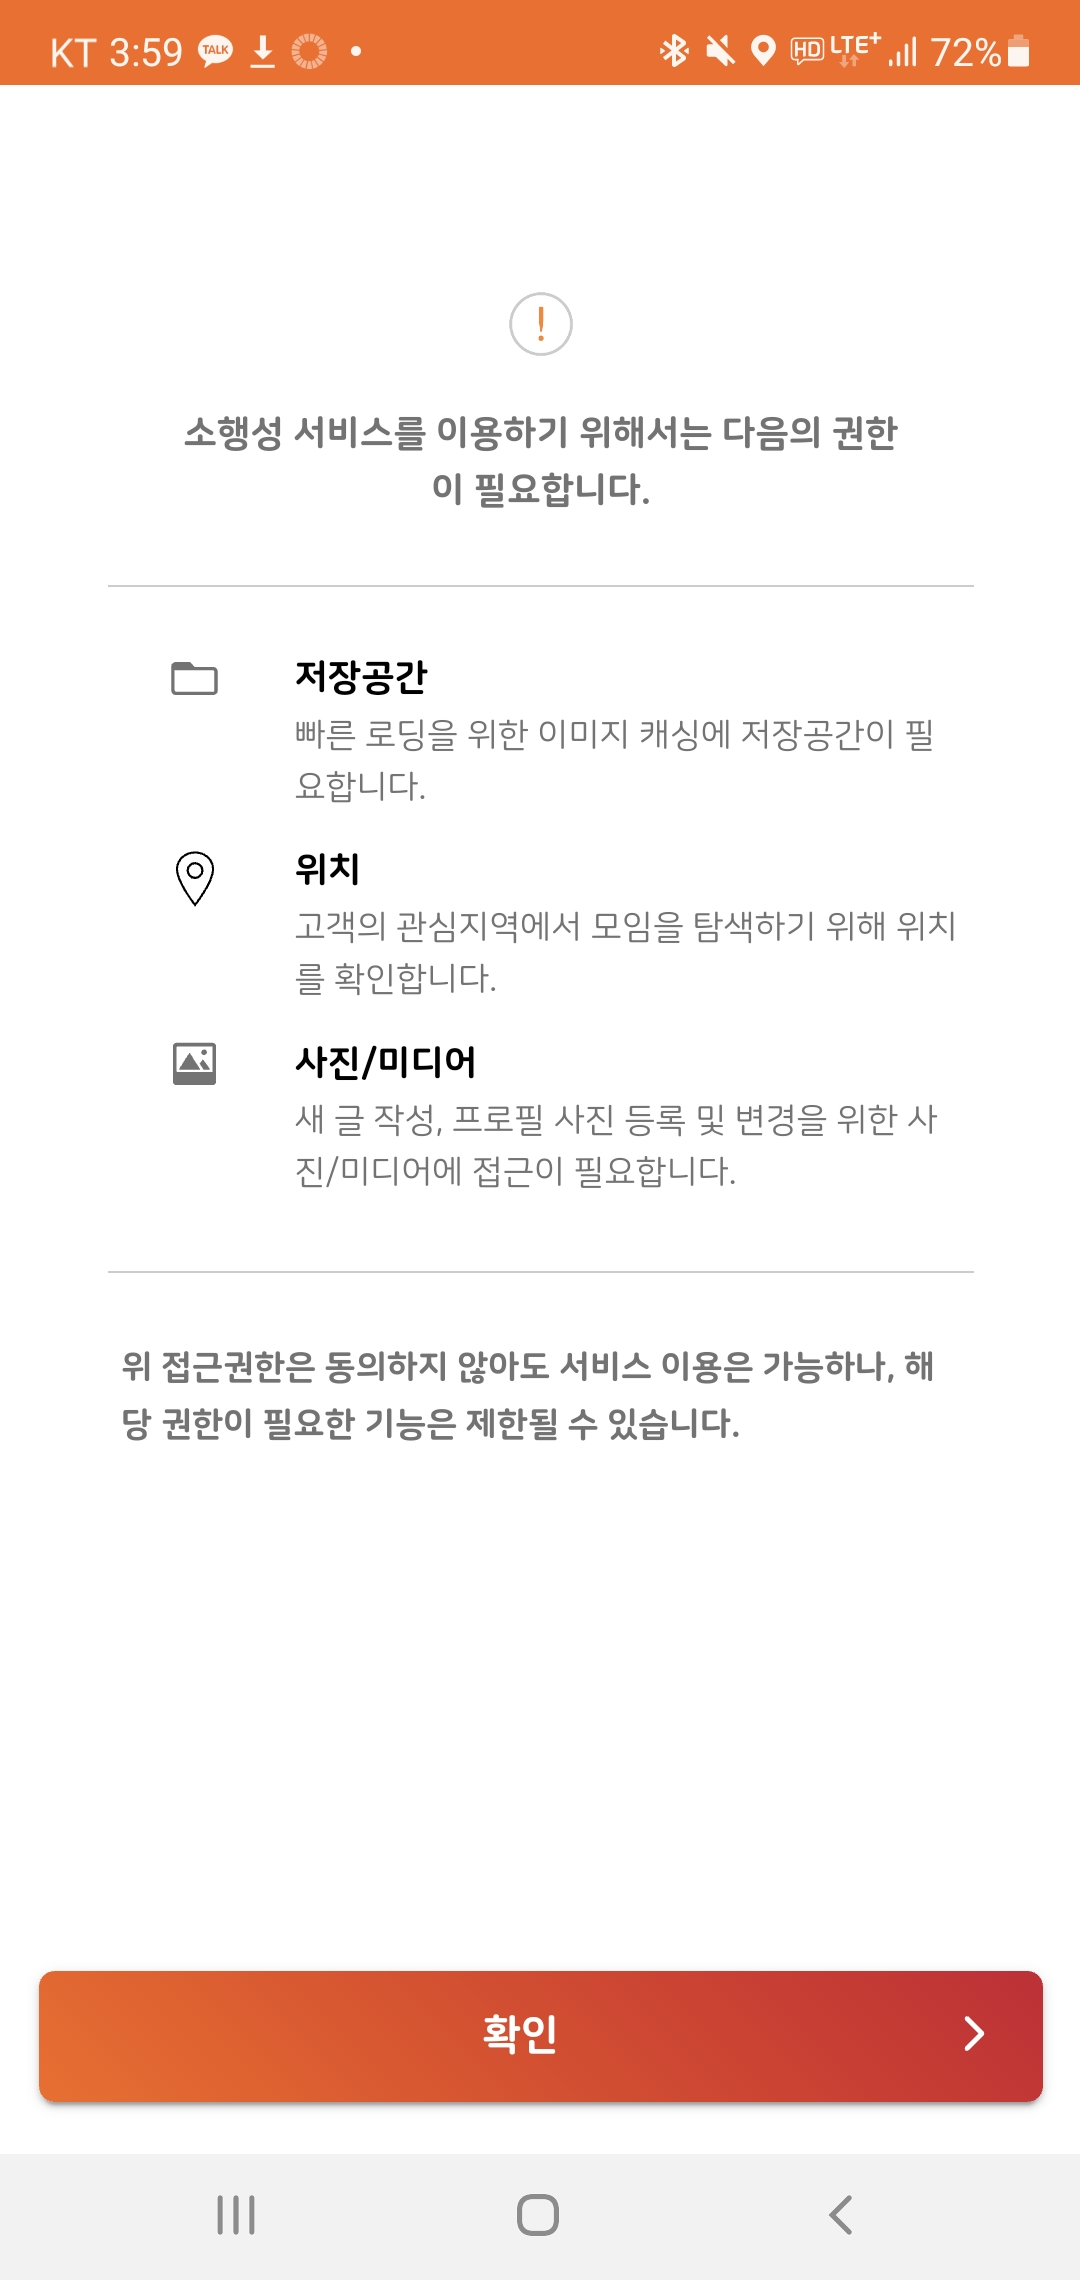 KT 3:59 TALK HD LTE+ 72%
소행성 서비스를 이용하기 위해서는 다음의 권한
이 필요합니다.
저장공간
빠른 로딩을 위한 이미지 캐싱에 저장공간이 필
요합니다.
위치
고객의 관심지역에서 모임을 탐색하기 위해 위치
를 확인합니다.
사진/미디어
새 글 작성, 프로필 사진 등록 및 변경을 위한 사
진/미디어에 접근이 필요합니다.
위 접근권한은 동의하지 않아도 서비스 이용은 가능하나, 해
당 권한이 필요한 기능은 제한될 수 있습니다.
확인